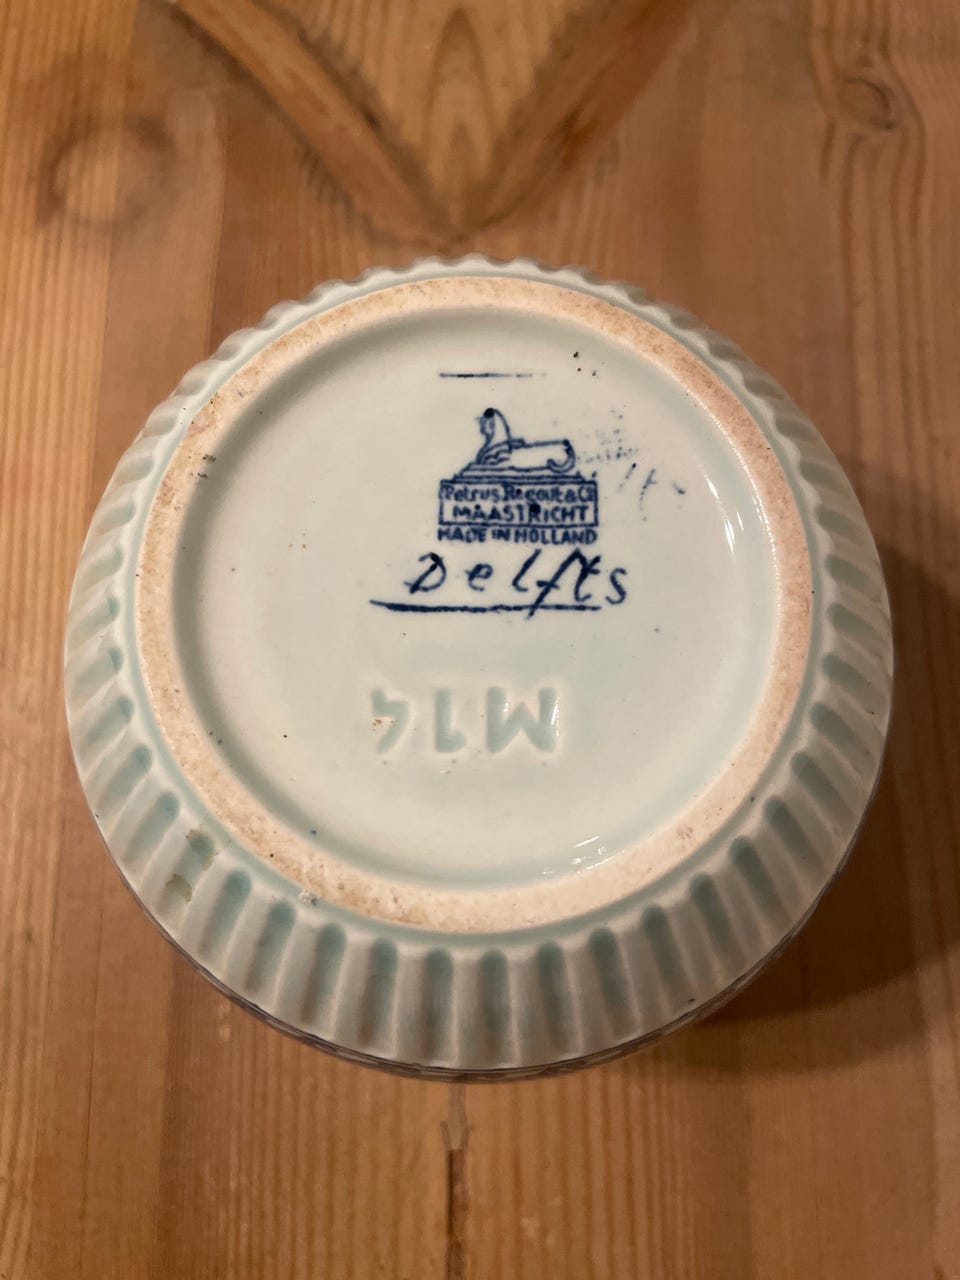 Petrus Regout & Co
MAASTRICHT
MADE IN HOLLAND
Delfts
M14